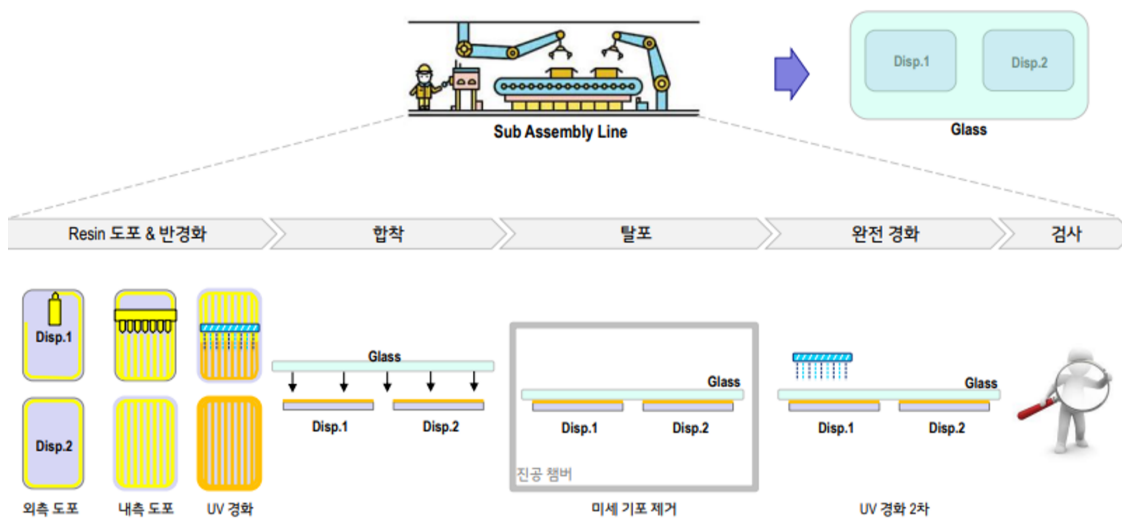 Disp.1
Disp.2
Glass
Sub Assembly Line
Resin 도포 & 반경화
합착
탈포
완전 경화
검사
Disp.1
Disp.2
외측 도포
내측 도포
UV 경화
Glass
Disp.1
Disp.2
Glass
Disp.1
Disp.2
진공 챔버
미세 기포 제거
Glass
Disp.1
Disp.2
UV 경화 2차